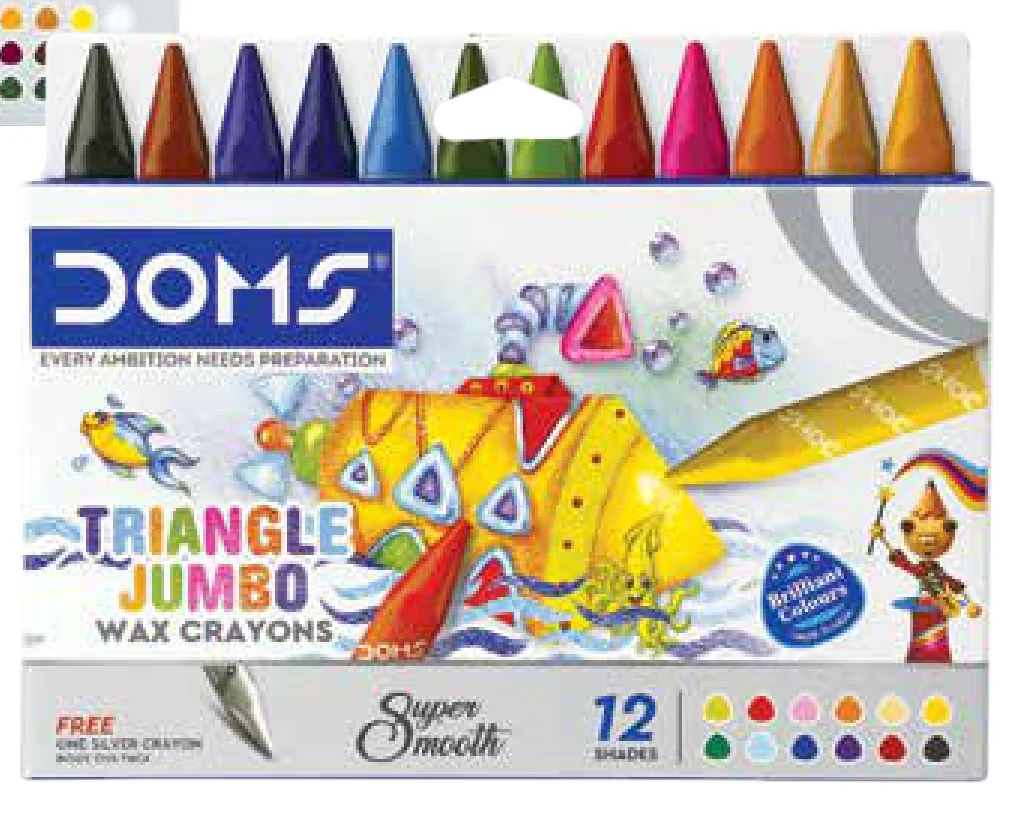 DOMS®
EVERY AMBITION NEEDS PREPARATION
DOMS
TRIANGLE
JUMBO
WAX CRAYONS
Brilliant
Colours
DOMS
FREE
ONE SILVER CRAYON
INSIDE THIS PACK
Super
Smooth
12
SHADES